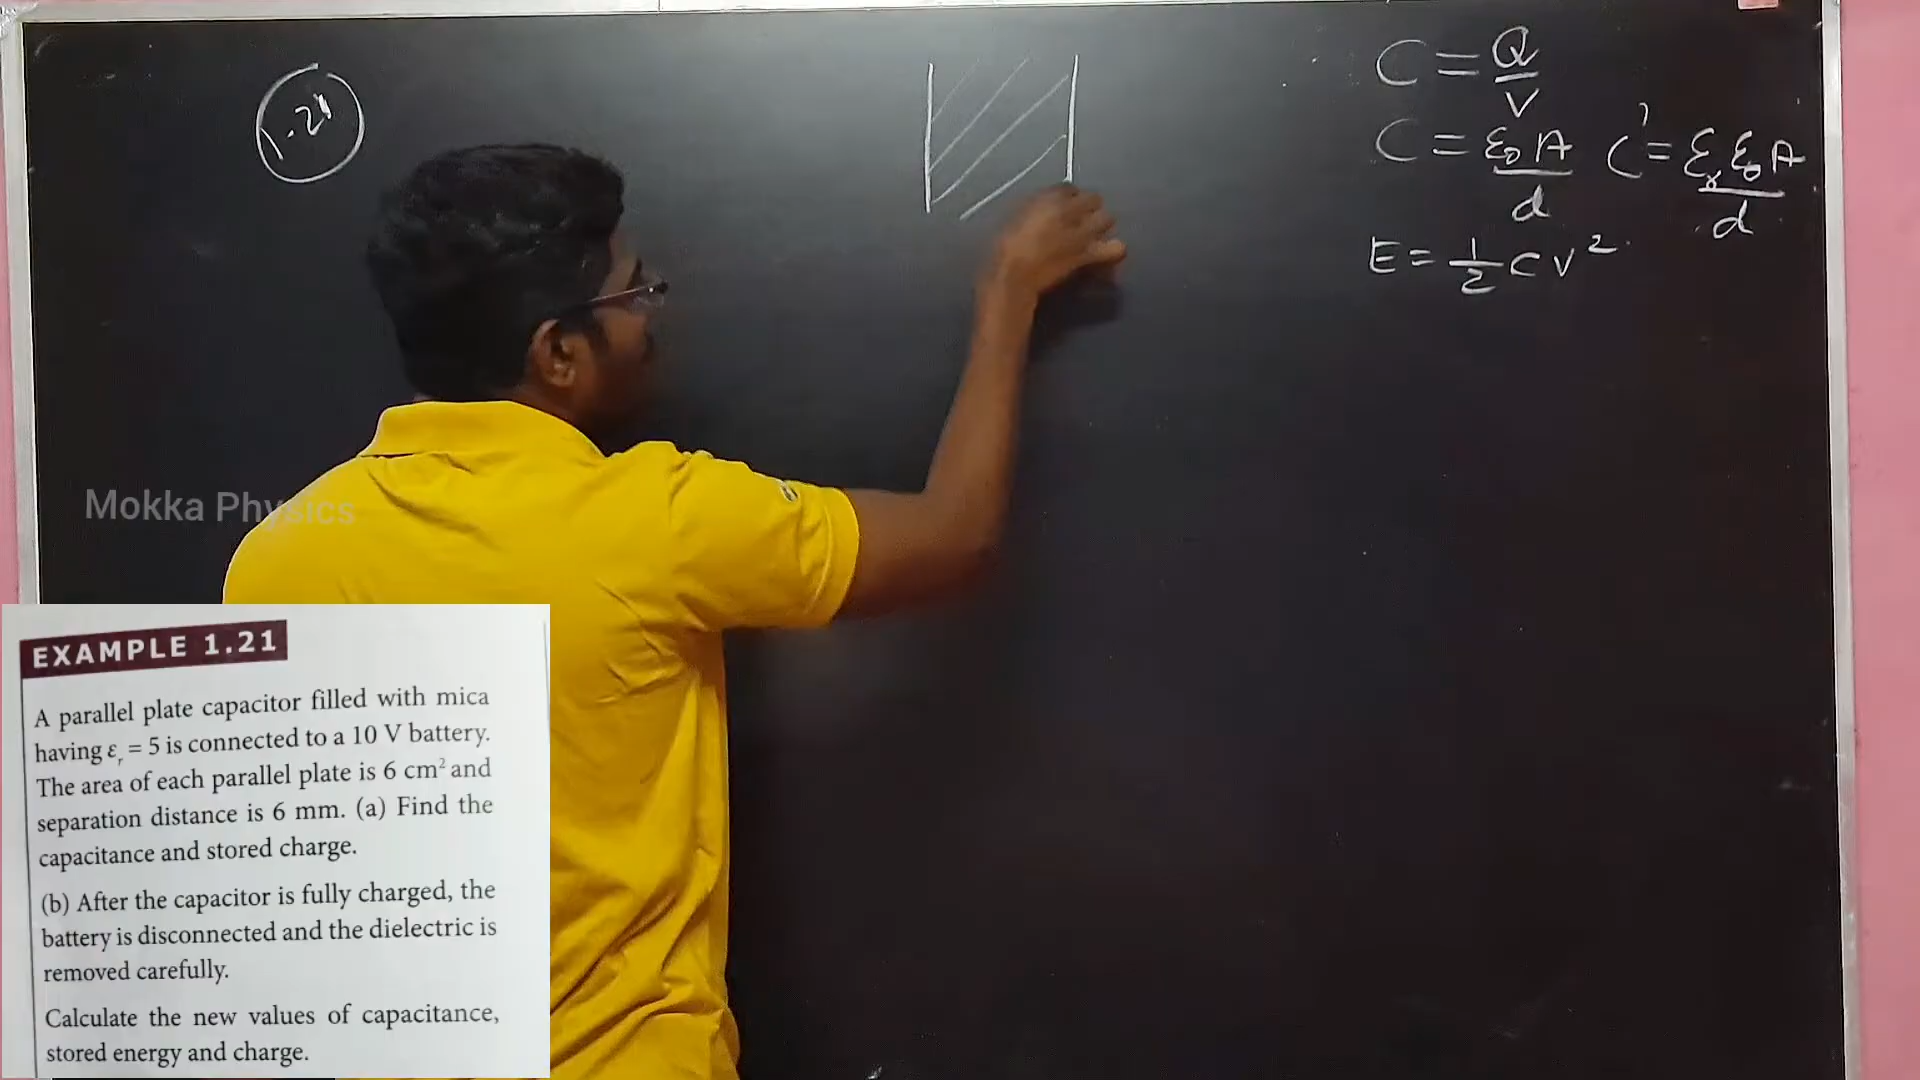 1.21
C = Q/V
C = ε₀A/d C' = εᵣε₀A/d
E = 1/2 CV²
Mokka Physics
EXAMPLE 1.21
A parallel plate capacitor filled with mica
having εᵣ = 5 is connected to a 10 V battery.
The area of each parallel plate is 6 cm² and
separation distance is 6 mm. (a) Find the
capacitance and stored charge.
(b) After the capacitor is fully charged, the
battery is disconnected and the dielectric is
removed carefully.
Calculate the new values of capacitance,
stored energy and charge.